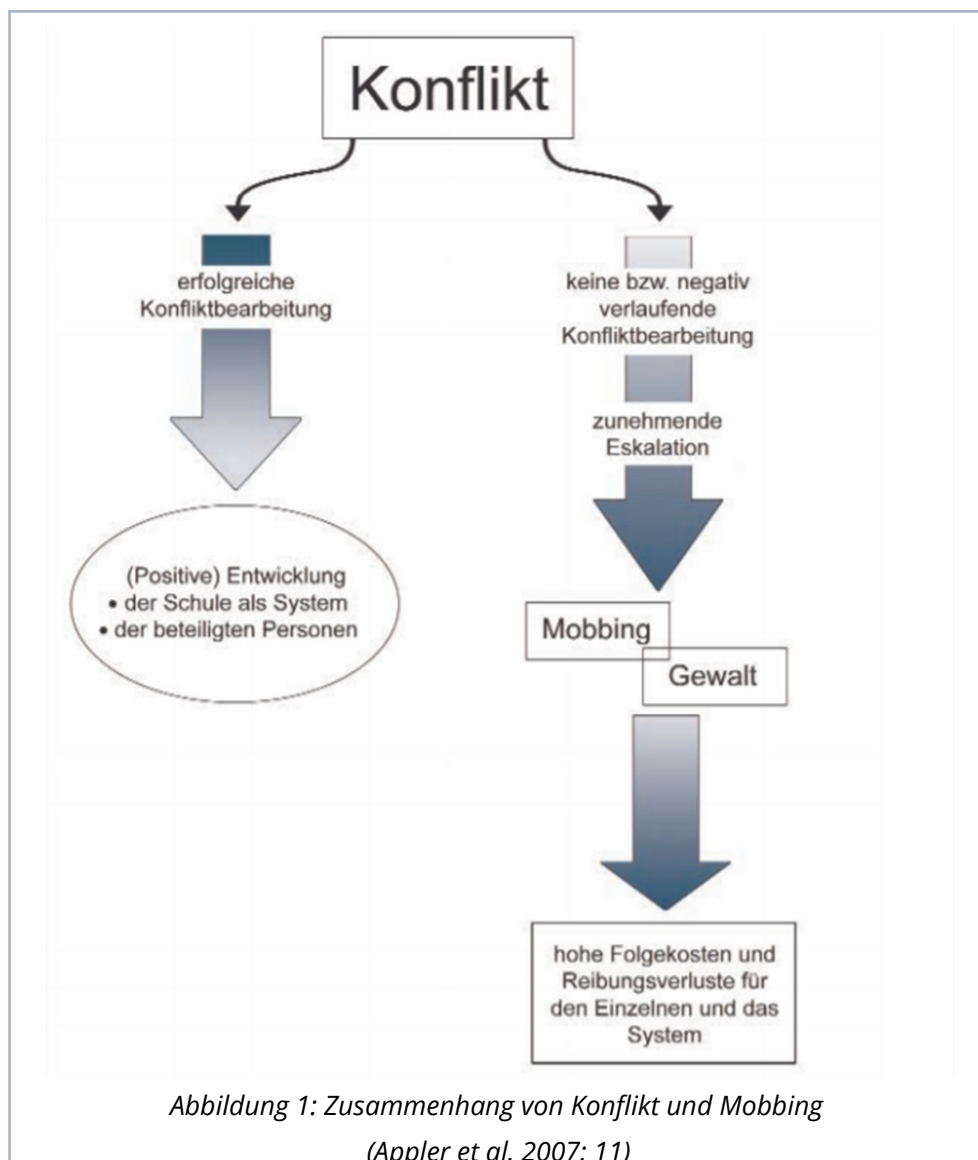 Konflikt
erfolgreiche
Konfliktbearbeitung
(Positive) Entwicklung
• der Schule als System
• der beteiligten Personen
keine bzw. negativ
verlaufende
Konfliktbearbeitung
zunehmende
Eskalation
Mobbing
Gewalt
hohe Folgekosten und
Reibungsverluste für
den Einzelnen und das
System
Abbildung 1: Zusammenhang von Konflikt und Mobbing
(Appler et al. 2007: 11)